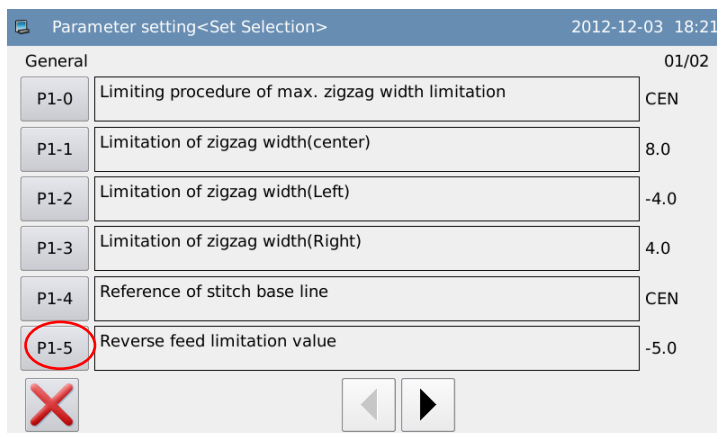 Parameter setting<Set Selection> 2012-12-03 18:21
General 01/02
P1-0 Limiting procedure of max. zigzag width limitation CEN
P1-1 Limitation of zigzag width(center) 8.0
P1-2 Limitation of zigzag width(Left) -4.0
P1-3 Limitation of zigzag width(Right) 4.0
P1-4 Reference of stitch base line CEN
P1-5 Reverse feed limitation value -5.0